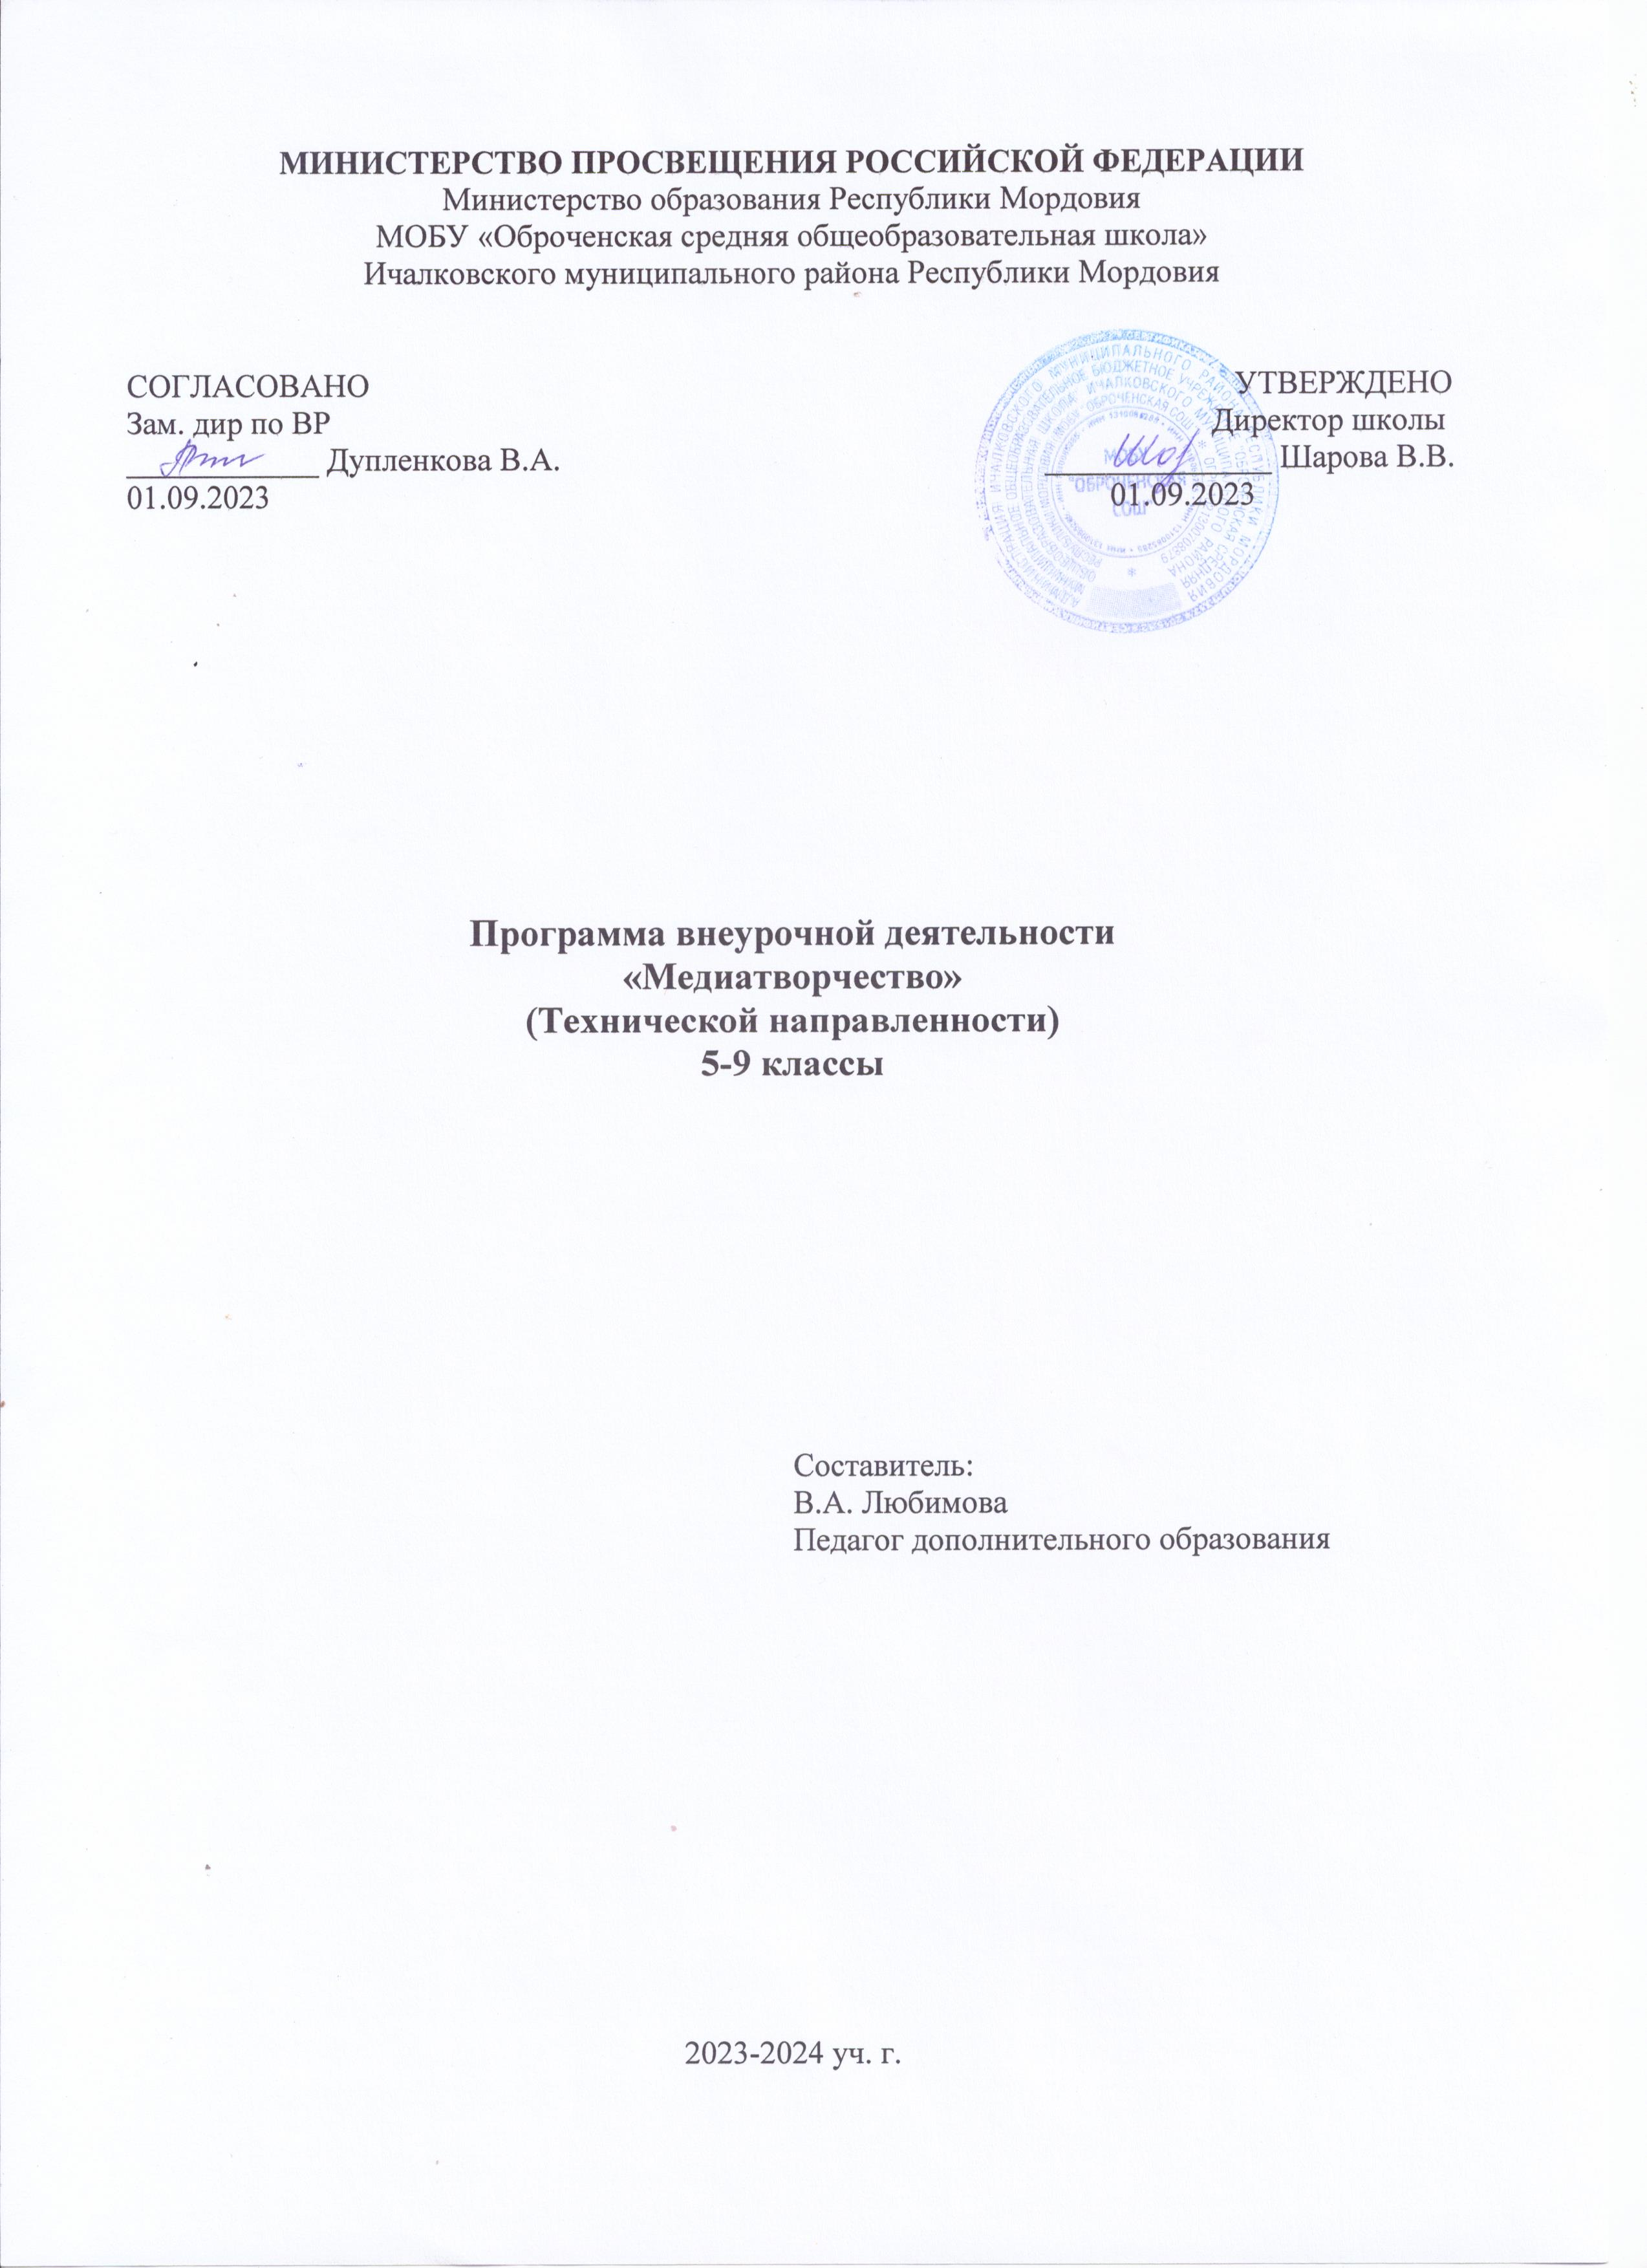 МИНИСТЕРСТВО ПРОСВЕЩЕНИЯ РОССИЙСКОЙ ФЕДЕРАЦИИ
Министерство образования Республики Мордовия
МОБУ «Оброченская средняя общеобразовательная школа»
Ичалковского муниципального района Республики Мордовия
СОГЛАСОВАНО
Зам. дир по ВР
Дупленкова В.А.
01.09.2023
УТВЕРЖДЕНО
Директор школы
Шарова В.В.
01.09.2023
"ОБРОЧЕНСКАЯ
СОШ"
Программа внеурочной деятельности
«Медиатворчество»
(Технической направленности)
5-9 классы
Составитель:
В.А. Любимова
Педагог дополнительного образования
2023-2024 уч. г.